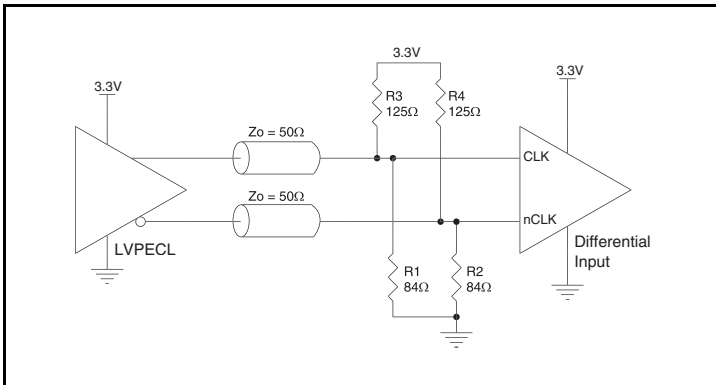 3.3V
3.3V
3.3V
R3
125Ω
R4
125Ω
Zo = 50Ω
CLK
Zo = 50Ω
nCLK
LVPECL
Differential
Input
R1
84Ω
R2
84Ω